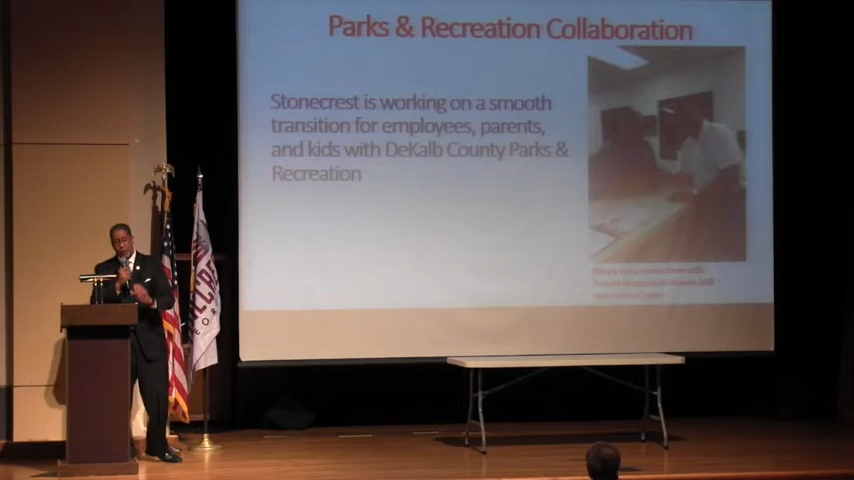 Parks & Recreation Collaboration
Stonecrest is working on a smooth
transition for employees, parents,
and kids with DeKalb County Parks &
Recreation